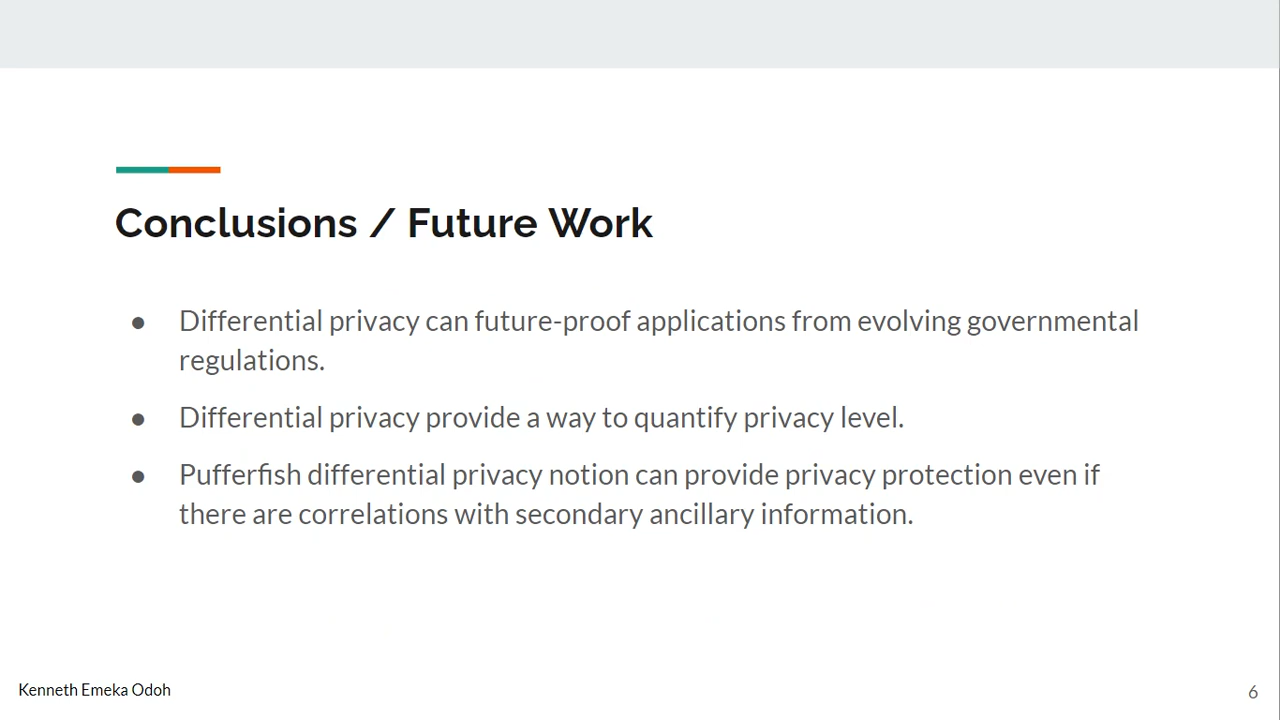 Conclusions / Future Work
● Differential privacy can future-proof applications from evolving governmental
regulations.
● Differential privacy provide a way to quantify privacy level.
● Pufferfish differential privacy notion can provide privacy protection even if
there are correlations with secondary ancillary information.
Kenneth Emeka Odoh
6